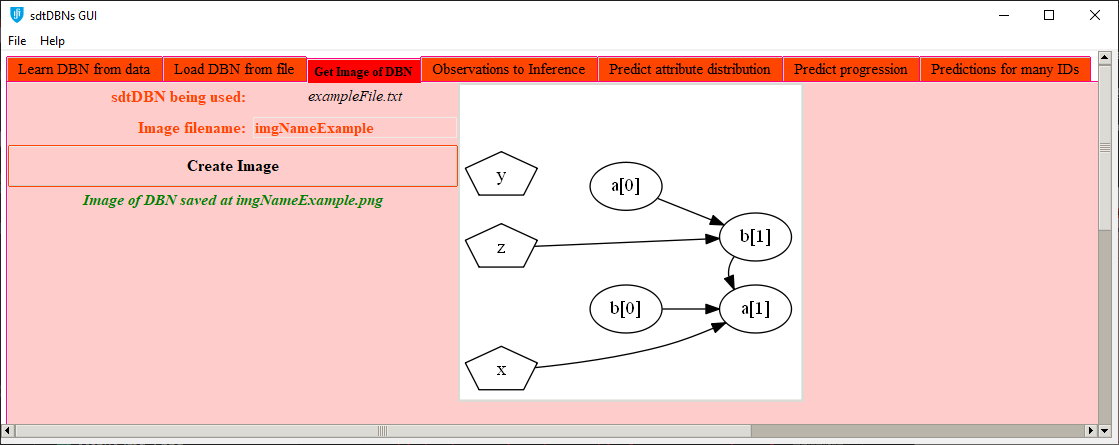 sdtDBNs GUI
File Help
Learn DBN from data Load DBN from file Get Image of DBN Observations to Inference Predict attribute distribution Predict progression Predictions for many IDs
sdtDBN being used: exampleFile.txt
Image filename: imgNameExample
Create Image
Image of DBN saved at imgNameExample.png
y
a[0]
b[1]
z
b[0]
a[1]
x